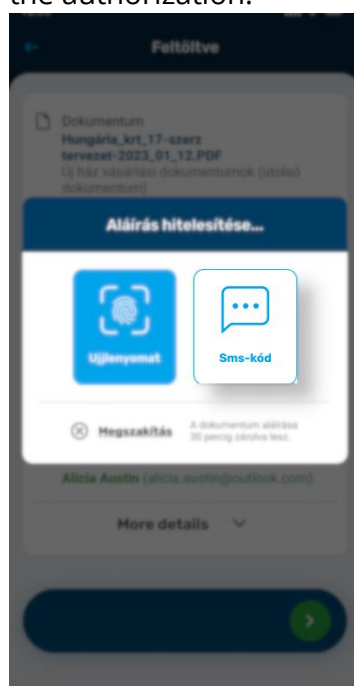 the authorization.
Feltöltve
Dokumentum
Hungária_krt_17-szerz
tervezet-2023_01_12.PDF
Új ház vásárlási dokumentumok (utolsó
dokumentum)
Aláírás hitelesítése...
Ujjlenyomat
Sms-kód
Megszakítás
A dokumentum aláírása
30 percig zárolva lesz.
Alicia Austin (alicia.austin@outlook.com)
More details